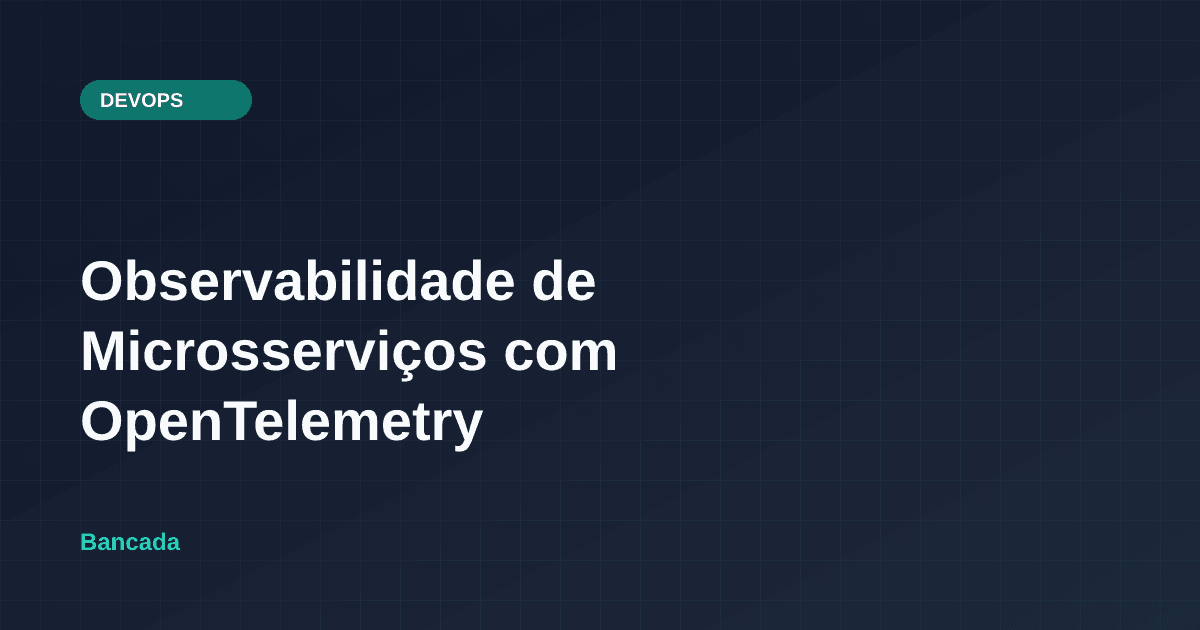 DEVOPS
Observabilidade de
Microsserviços com
OpenTelemetry
Bancada